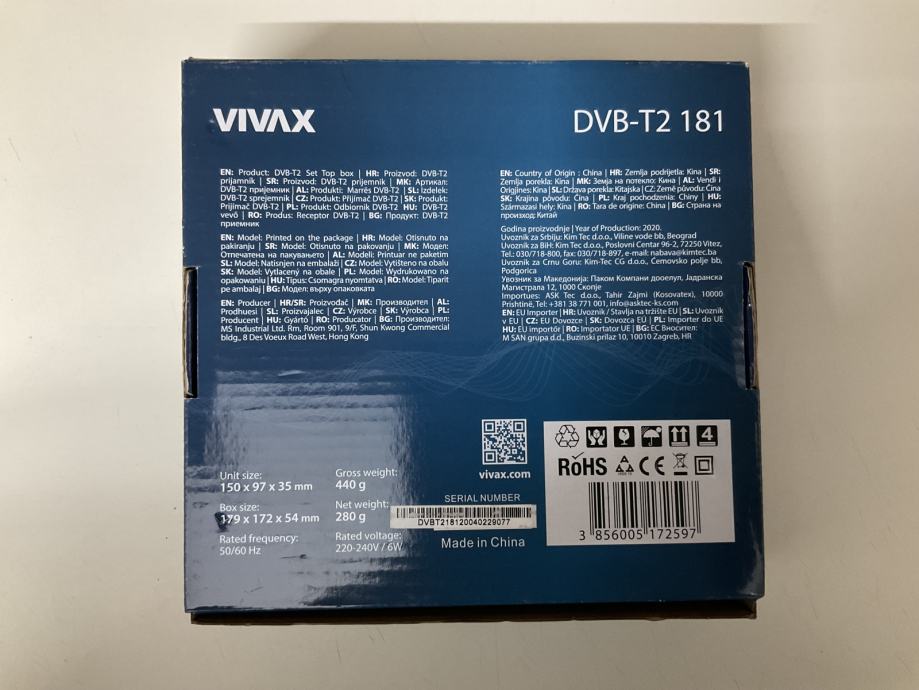 VIVAX
DVB-T2 181
EN: Product: DVB-T2 Set Top box | HR: Proizvod: DVB-T2
prijamnik | SR: Proizvod: DVB-T2 prijemnik | MK: Артикал:
DVB-T2 приемник | AL: Produkti: Marrës DVB-T2 | SL: Izdelek:
DVB-T2 sprejemnik | CZ: Produkt: Přijímač DVB-T2 | SK: Produkt:
Prijímač DVB-T2 | PL: Produkt: Odbiornik DVB-T2 HU: DVB-T2
vevő | RO: Produs: Receptor DVB-T2 | BG: Продукт: DVB-T2
приемник
EN: Model: Printed on the package | HR: Model: Otisnuto na
pakiranju | SR: Model: Otisnuto na pakovanju | MK: Модел:
Отпечатена на пакувањето | AL: Modeli: Printuar ne paketim
SL: Model: Natisnjen na embalaži | CZ: Model: Vytištěno na obalu
SK: Model: Vytlacený na obale | PL: Model: Wydrukowano na
opakowaniu | HU: Típus: Csomagra nyomtatva | RO: Model: Tiparit
pe ambalaj | BG: Модел: върху опаковката
EN: Producer | HR/SR: Proizvođač | MK: Производител | AL:
Prodhuesi | SL: Proizvajalec | CZ: Výrobce | SK: Výrobca | PL:
Producent | HU: Gyártó | RO: Producator | BG: Производител:
MS Industrial Ltd. Rm, Room 901, 9/F, Shun Kwong Commercial
bldg., 8 Des Voeux Road West, Hong Kong
EN: Country of Origin : China | HR: Zemlja podrijetla: Kina | SR:
Zemlja porekla: Kina | MK: Земја на потекло: Кина | AL: Vendi i
Origjines: Kina | SL: Država porekla: Kitajska | CZ: Země původu: Čína
SK: Krajina pôvodu: Čína | PL: Kraj pochodzenia: Chiny | HU:
Származasi hely: Kina | RO: Tara de origine: China | BG: Страна на
произход: Китай
Godina proizvodnje | Year of Production: 2020.
Uvoznik za Srbiju: Kim Tec d.o.o., Viline vode bb, Beograd
Uvoznik za BiH: Kim Tec d.o.o., Poslovni Centar 96-2, 72250 Vitez,
Tel.: 030/718-800, fax: 030/718-897, e-mail: nabava@kimtec.ba
Uvoznik za Crnu Goru: Kim-Tec CG d.o.o., Cemovsko polje bb,
Podgorica
Увозник за Македонија: Паком Компани дооелуп, Јадранска
Магистрала 12, 1000 Скопје
Importues: ASK Tec d.o.o., Tahir Zajmi (Kosovatex), 10000
Prishtinë, Tel: +381 38 771 001, info@asktec-ks.com
EN: EU Importer | HR: Uvoznik / Stavlja na tržište EU | SL: Uvoznik
v EU | CZ: EU Dovozce | SK: Dovozca EÚ | PL: Importer do UE
HU: EU importőr | RO: Importator UE | BG: ЕС Вносител:
M SAN grupa d.d., Buzinski prilaz 10, 10010 Zagreb, HR
vivax.com
4
RoHS CE
Unit size:
150 x 97 x 35 mm
Gross weight:
440 g
Box size:
179 x 172 x 54 mm
Net weight:
280 g
Rated frequency:
50/60 Hz
Rated voltage:
220-240V / 6W
SERIAL NUMBER
DVBT218120040229077
Made in China
3 856005 172597